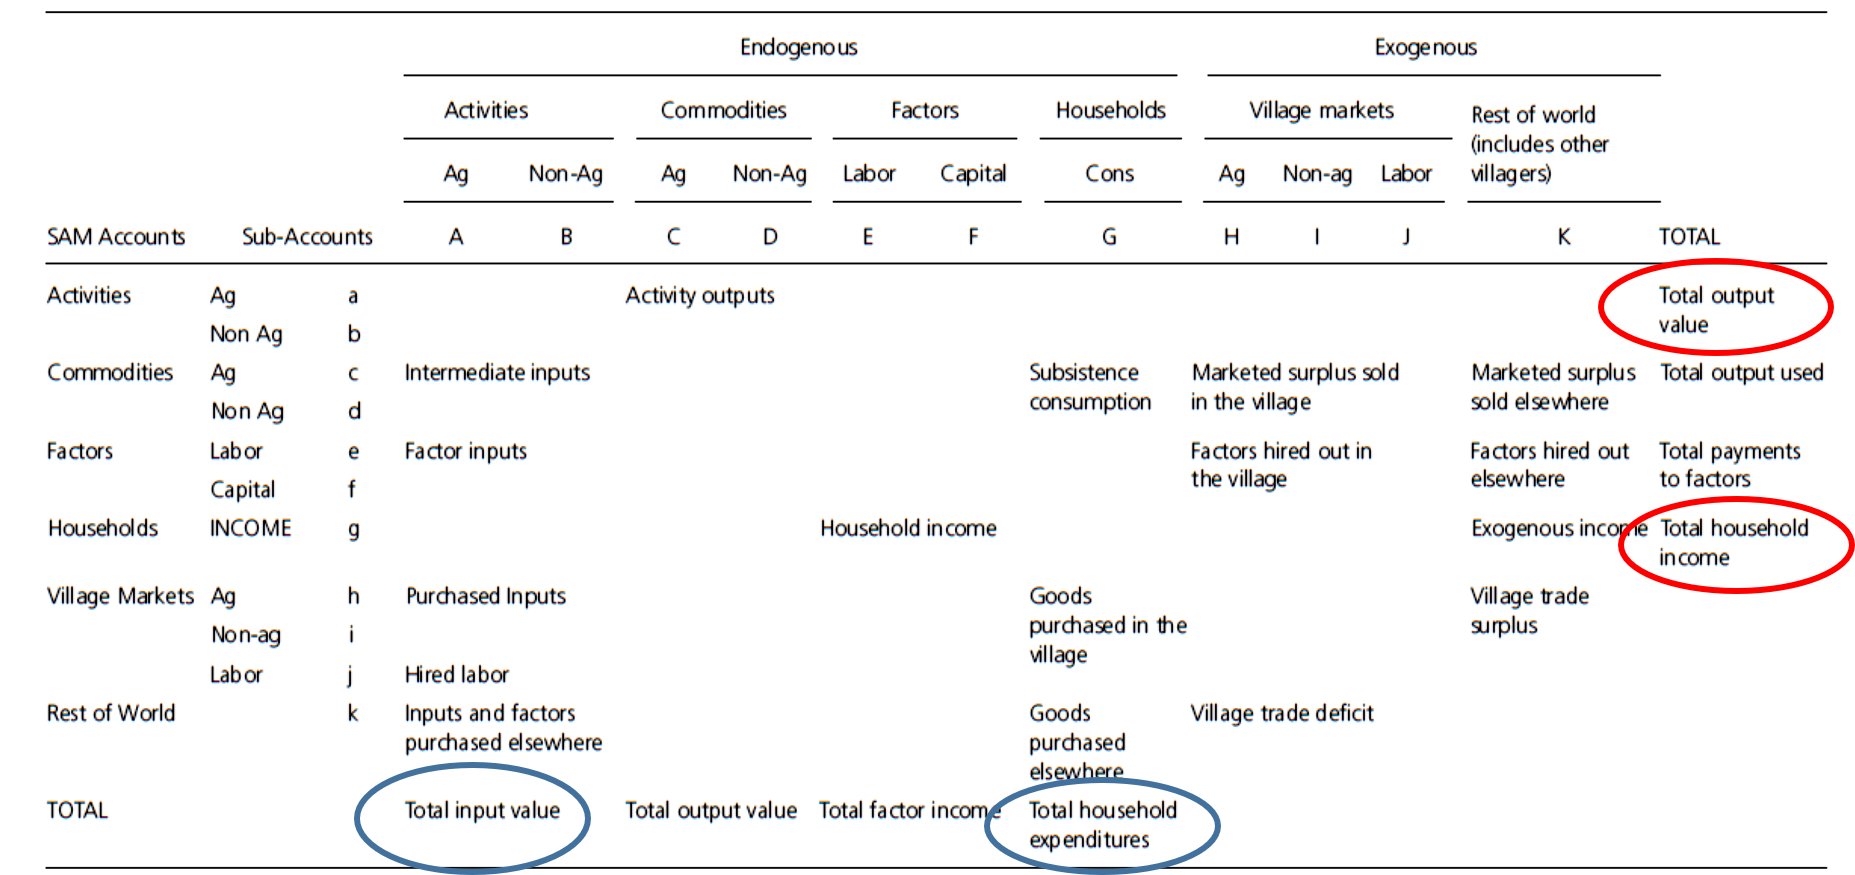 Endogenous Exogenous
Activities Commodities Factors Households Village markets Rest of world
(includes other
villagers)
Ag Non-Ag Ag Non-Ag Labor Capital Cons Ag Non-ag Labor
SAM Accounts Sub-Accounts A B C D E F G H I J K TOTAL
Activities Ag a Activity outputs Total output
value
Non Ag b
Commodities Ag c Intermediate inputs Subsistence Marketed surplus sold Marketed surplus Total output used
Non Ag d consumption in the village sold elsewhere
Factors Labor e Factor inputs Factors hired out in Factors hired out Total payments
Capital f the village elsewhere to factors
Households INCOME g Household income Exogenous income Total household
income
Village Markets Ag h Purchased Inputs Goods Village trade
Non-ag i purchased in the surplus
village
Labor j Hired labor
Rest of World k Inputs and factors Goods Village trade deficit
purchased elsewhere purchased
elsewhere
TOTAL Total input value Total output value Total factor income Total household
expenditures